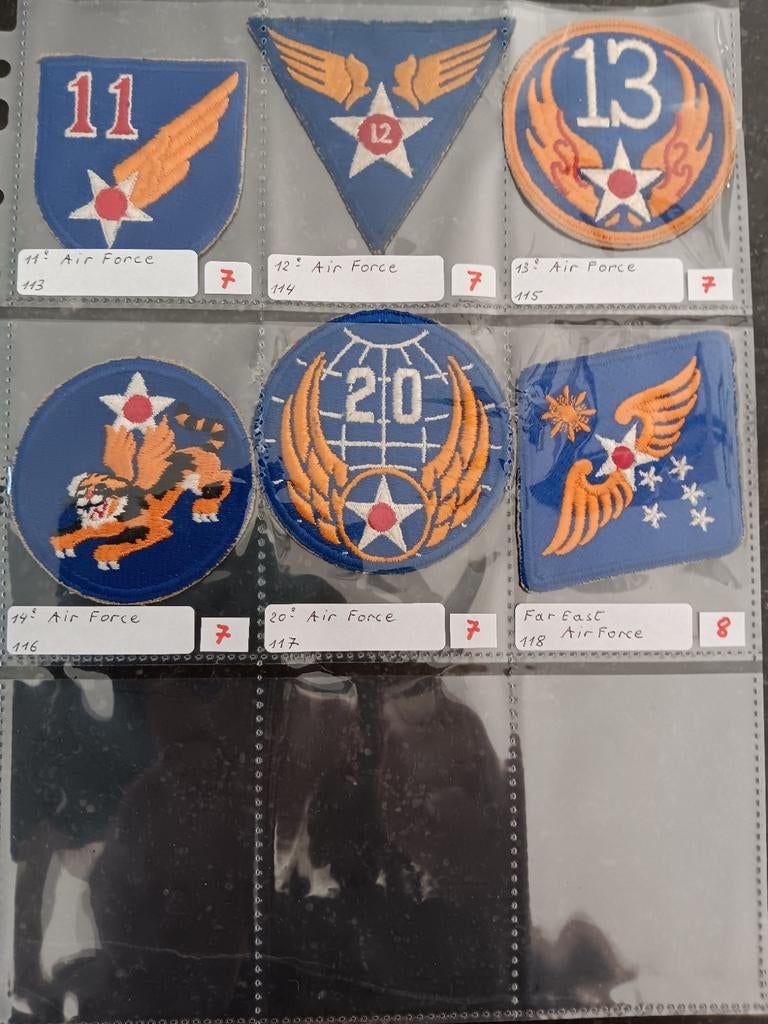 11
12
13
11e Air Force
113
7
12e Air Force
114
7
13e Air Force
115
7
20
14e Air Force
116
7
20e Air Force
117
7
Far East
118 Air Force
8